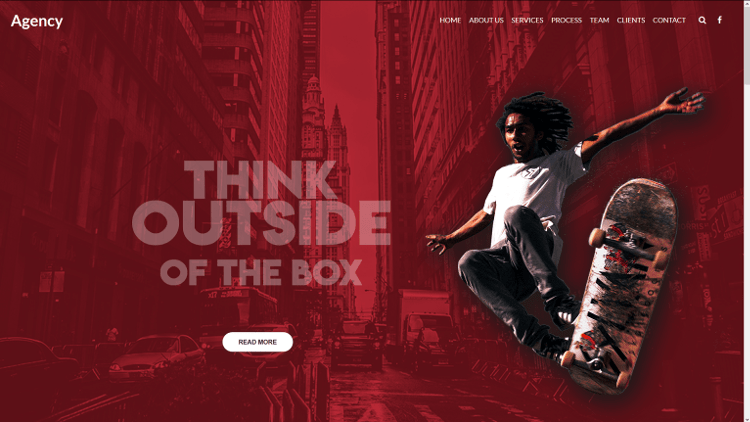 Agency
HOME ABOUT US SERVICES PROCESS TEAM CLIENTS CONTACT
THINK
OUTSIDE
OF THE BOX
READ MORE